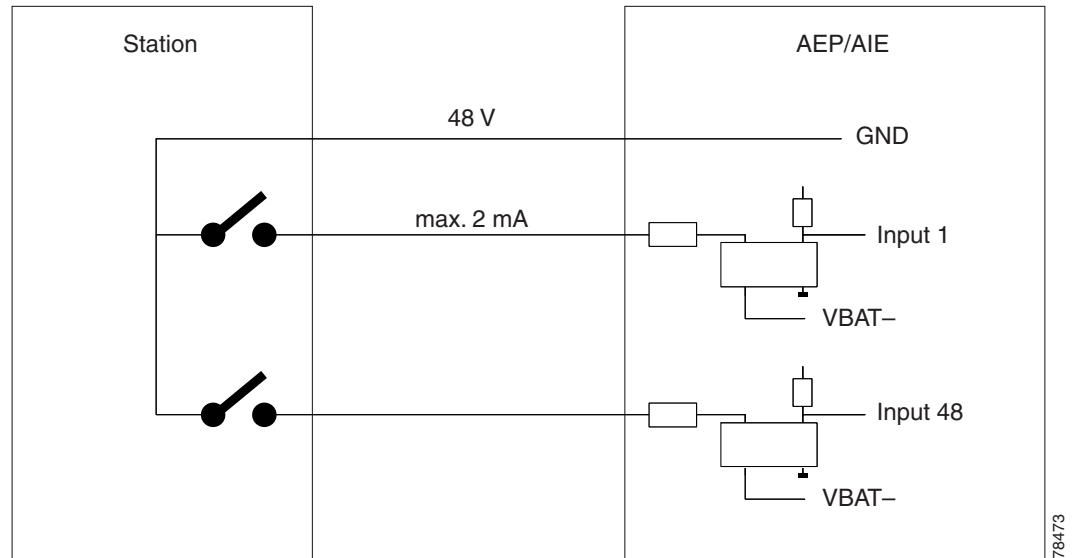 Station
AEP/AIE
48 V
GND
max. 2 mA
Input 1
VBAT–
Input 48
VBAT–
78473